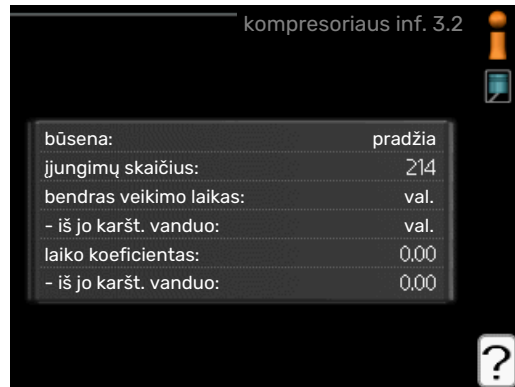 kompresoriaus inf. 3.2
būsena: pradžia
įjungimų skaičius: 214
bendras veikimo laikas: val.
- iš jo karšt. vanduo: val.
laiko koeficientas: 0.00
- iš jo karšt. vanduo: 0.00
?